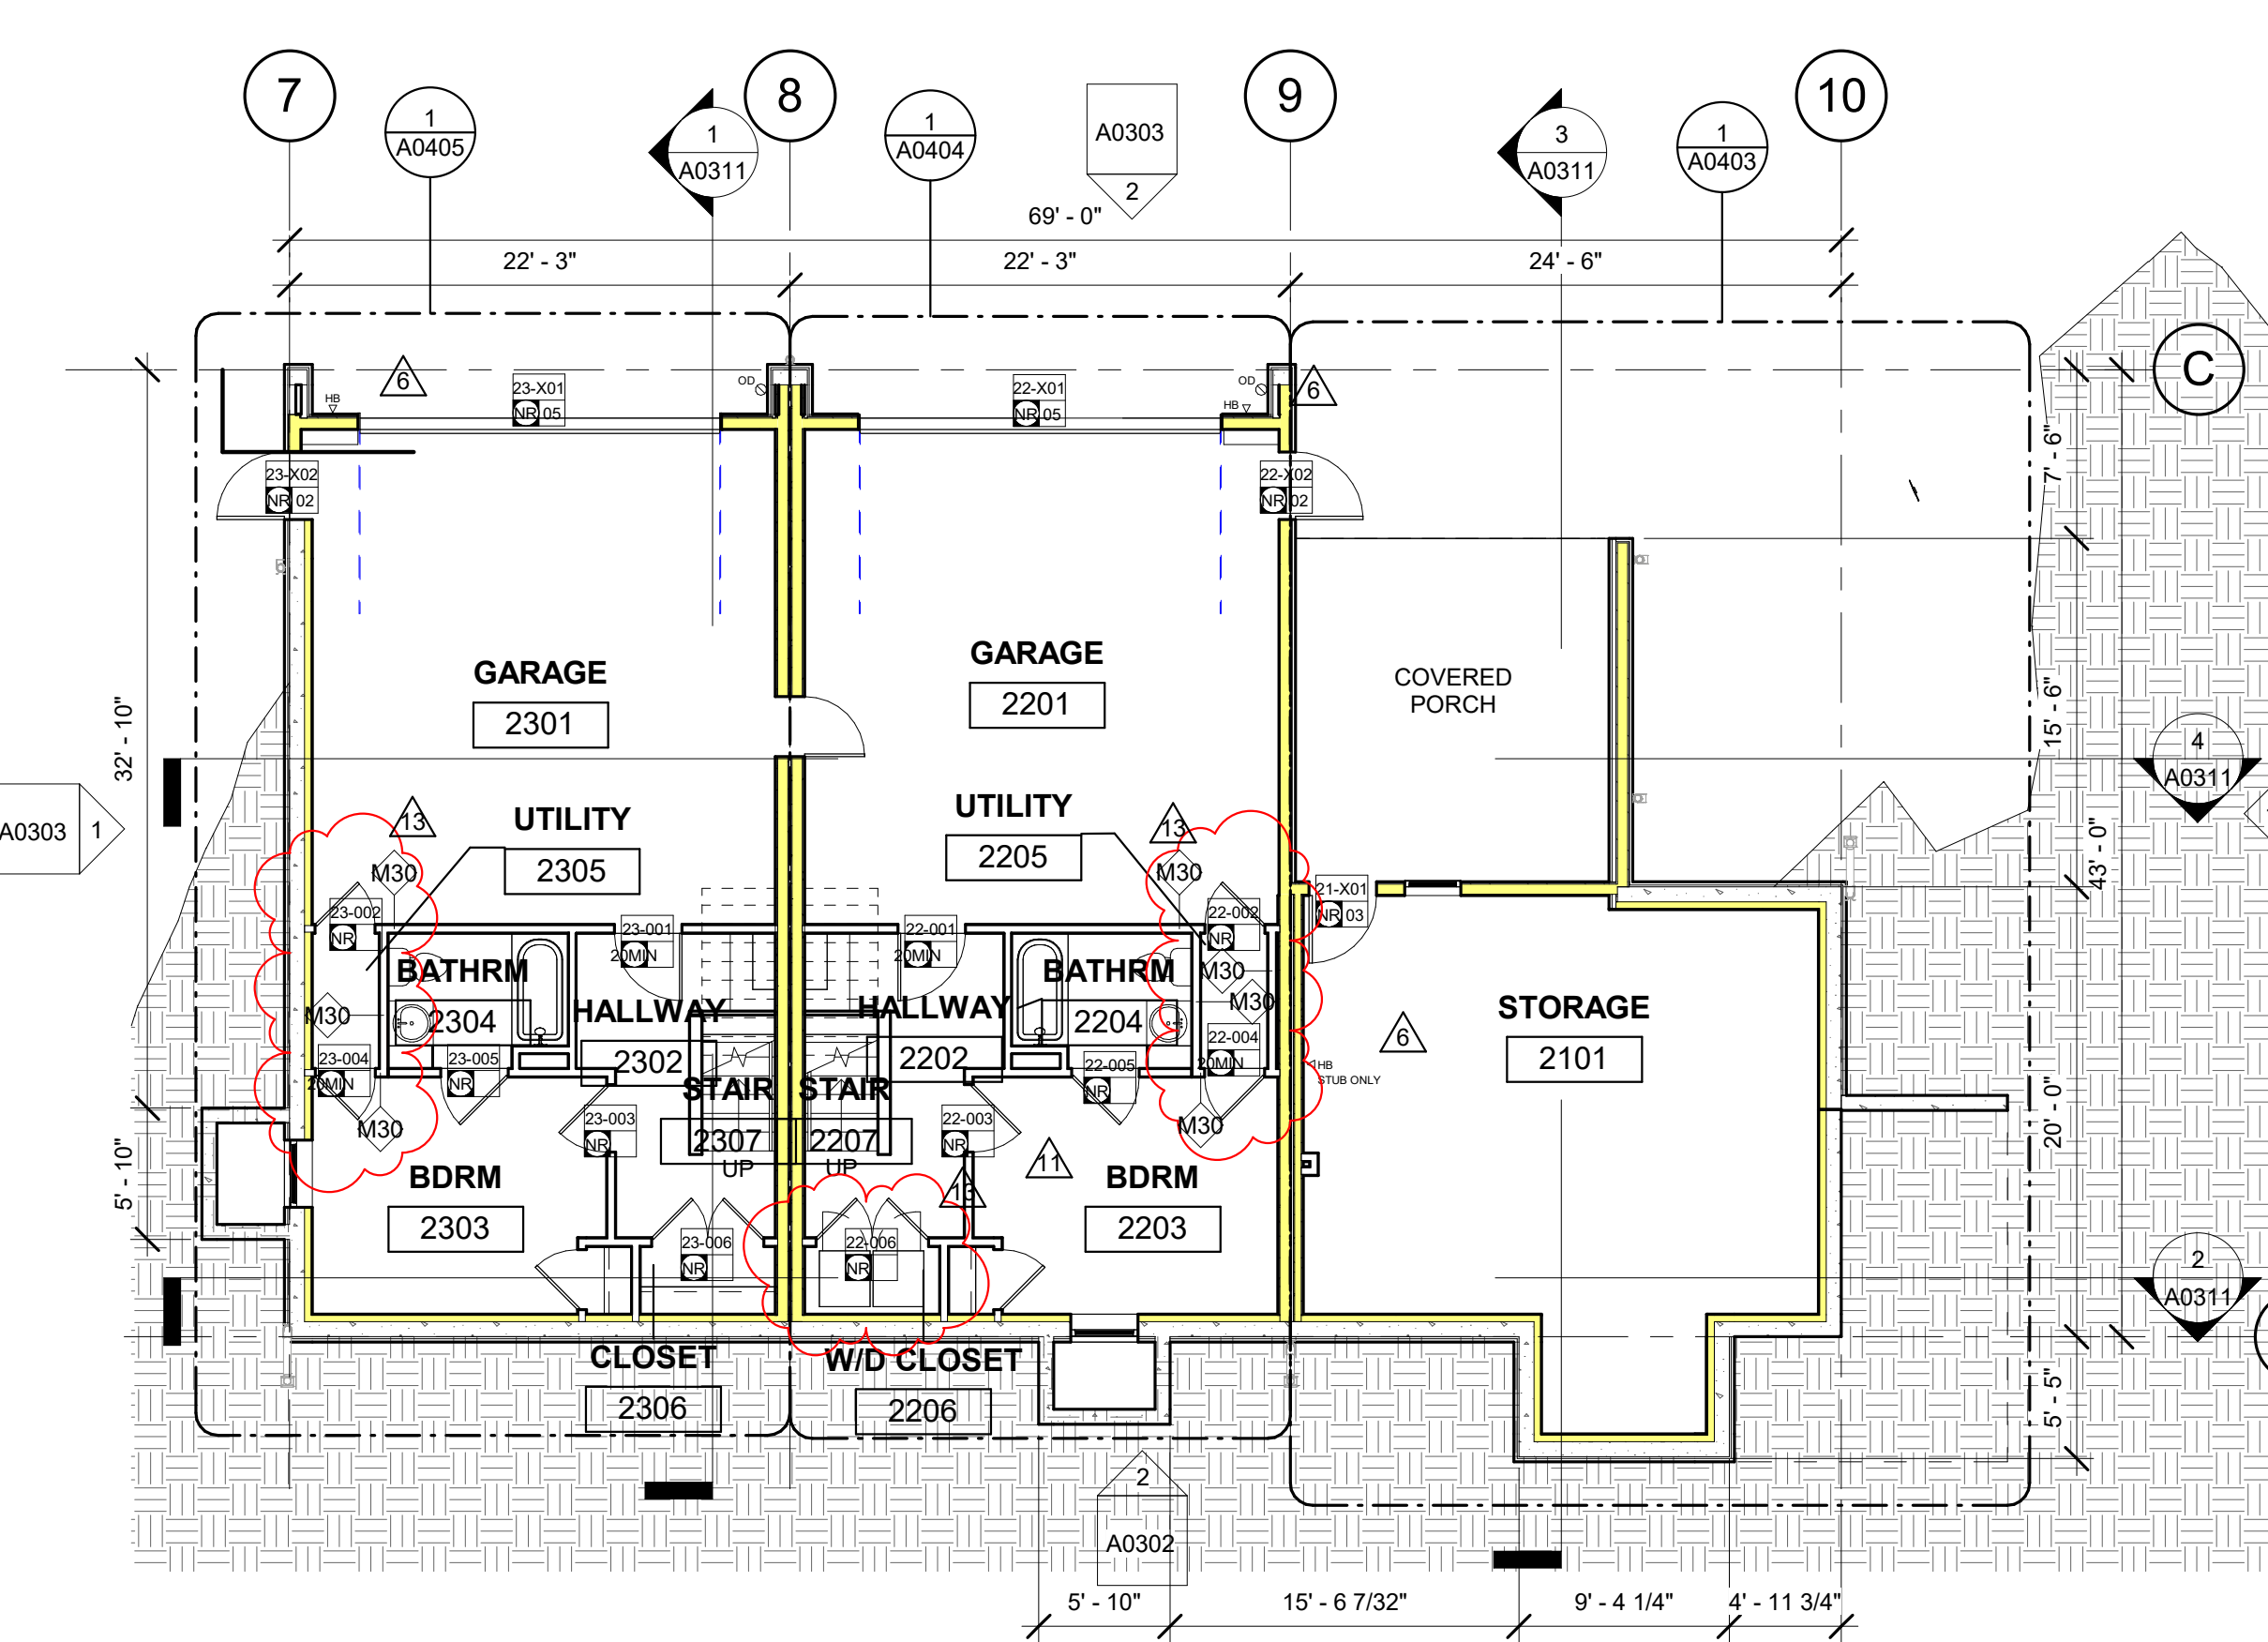 7
8
9
10
1
A0405
1
A0311
1
A0404
A0303
2
3
A0311
1
A0403
69' - 0"
22' - 3"
22' - 3"
24' - 6"
C
6
23-X01
NR 05
OD
HB
22-X01
NR 05
OD
HB
6
7' - 6"
23-X02
NR 02
22-X02
NR 02
GARAGE
2301
GARAGE
2201
COVERED
PORCH
32' - 10"
15' - 6"
4
A0311
A0303
1
13
UTILITY
2305
UTILITY
2205
13
M30
M30
43' - 0"
23-002
NR
23-001
20MIN
22-001
20MIN
22-002
NR
21-X01
NR 03
BATHRM
2304
HALLWAY
2302
HALLWAY
2202
BATHRM
2204
M30
M30
M30
STORAGE
2101
6
23-004
20MIN
23-005
NR
22-005
NR
22-004
20MIN
HB
STUB ONLY
STAIR
2307
UP
STAIR
2207
UP
M30
23-003
NR
22-003
NR
M30
20' - 0"
5' - 10"
11
13
BDRM
2303
BDRM
2203
23-006
NR
22-006
NR
2
A0311
CLOSET
2306
W/D CLOSET
2206
5' - 5"
2
A0302
5' - 10"
15' - 6 7/32"
9' - 4 1/4"
4' - 11 3/4"